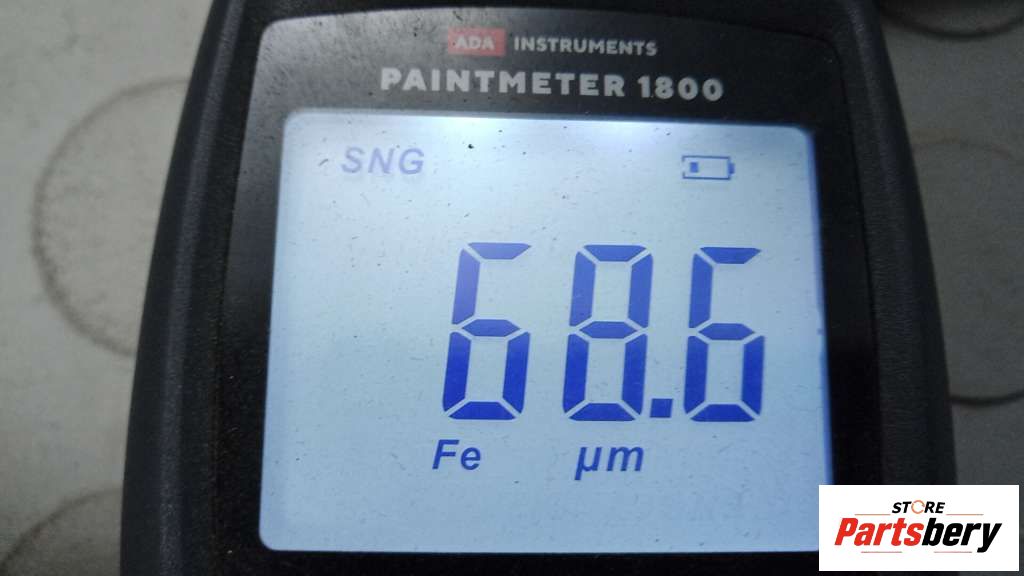 ADA INSTRUMENTS
PAINTMETER 1800
SNG
68.6
Fe µm
STORE
Partsbery